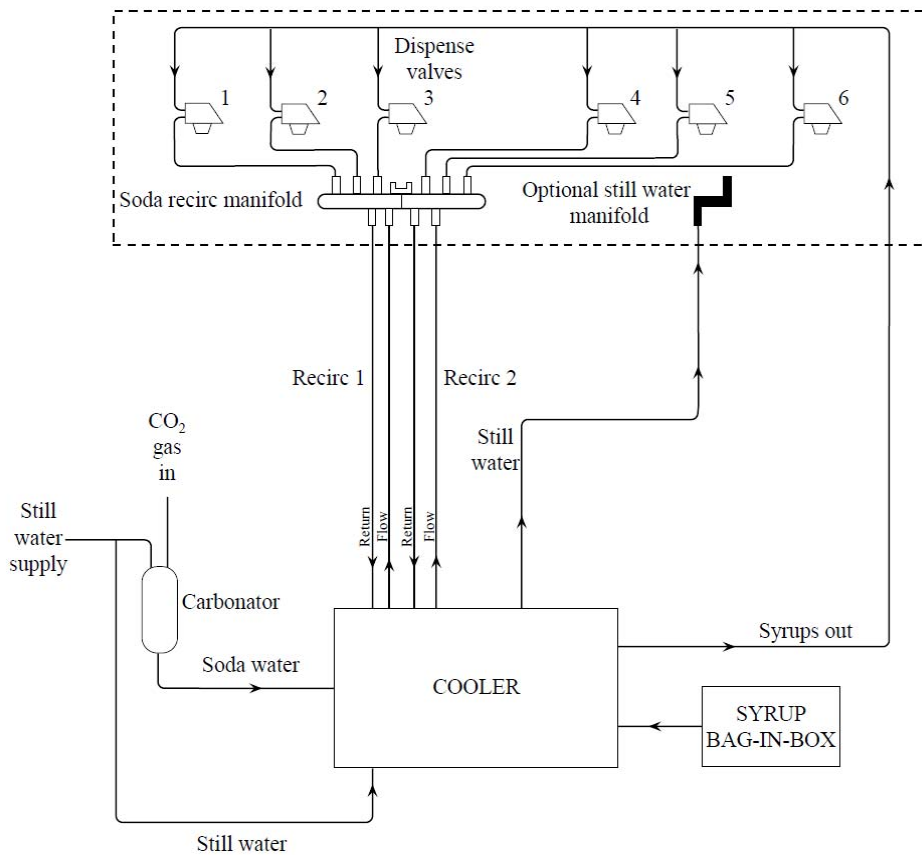 Dispense
valves
1
2
3
4
5
6
Soda recirc manifold
Optional still water
manifold
Recirc 1
Recirc 2
CO₂
gas
in
Still
water
Still
water
supply
Return
Flow
Return
Flow
Carbonator
Syrups out
Soda water
COOLER
SYRUP
BAG-IN-BOX
Still water